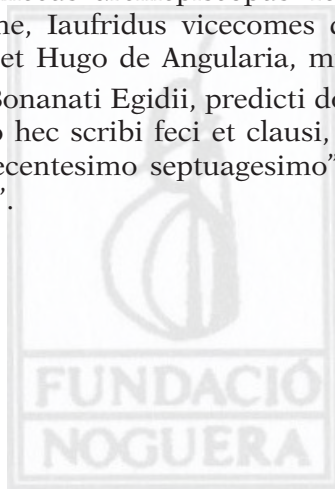 ne, Iaufridus vicecomes
et Hugo de Angularia, m
Bonanati Egidii, predicti
hec scribi feci et clausi,
ecentesimo septuagesimo”
”.
FUNDACIÓ
NOGUERA